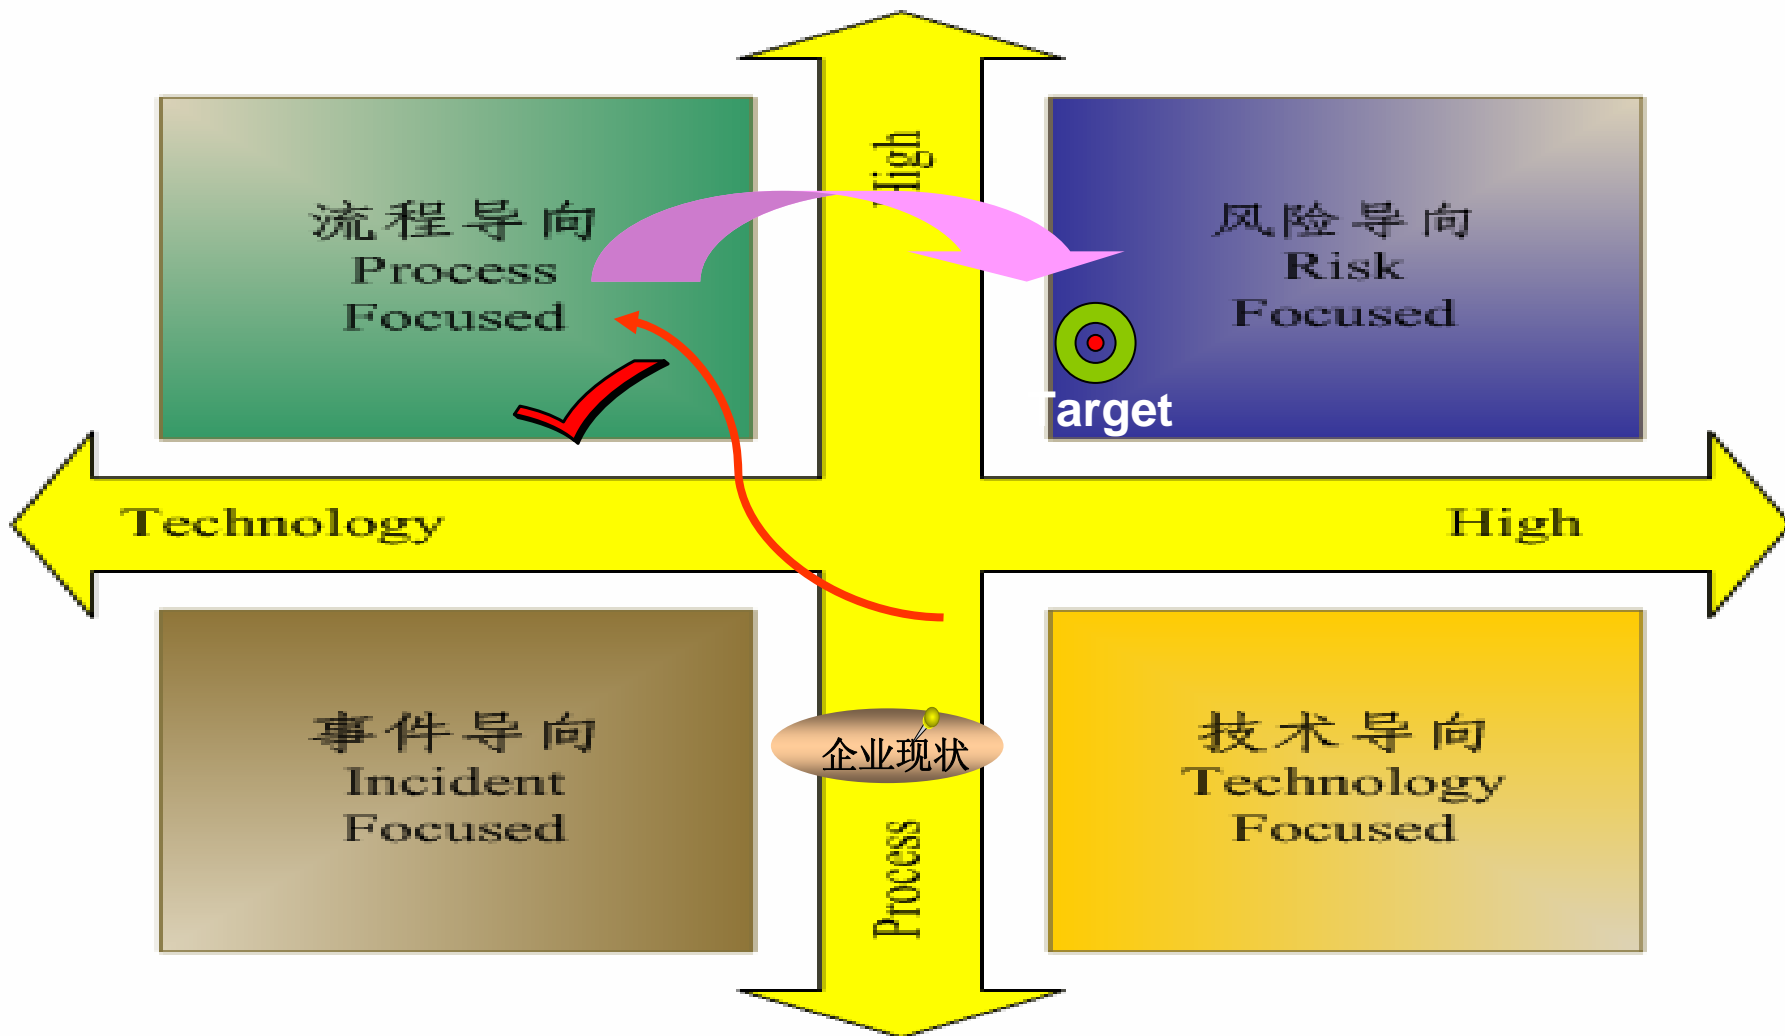 High
流程导向
Process
Focused
风险导向
Risk
Focused
Target
Technology
High
事件导向
Incident
Focused
企业现状
技术导向
Technology
Focused
Process